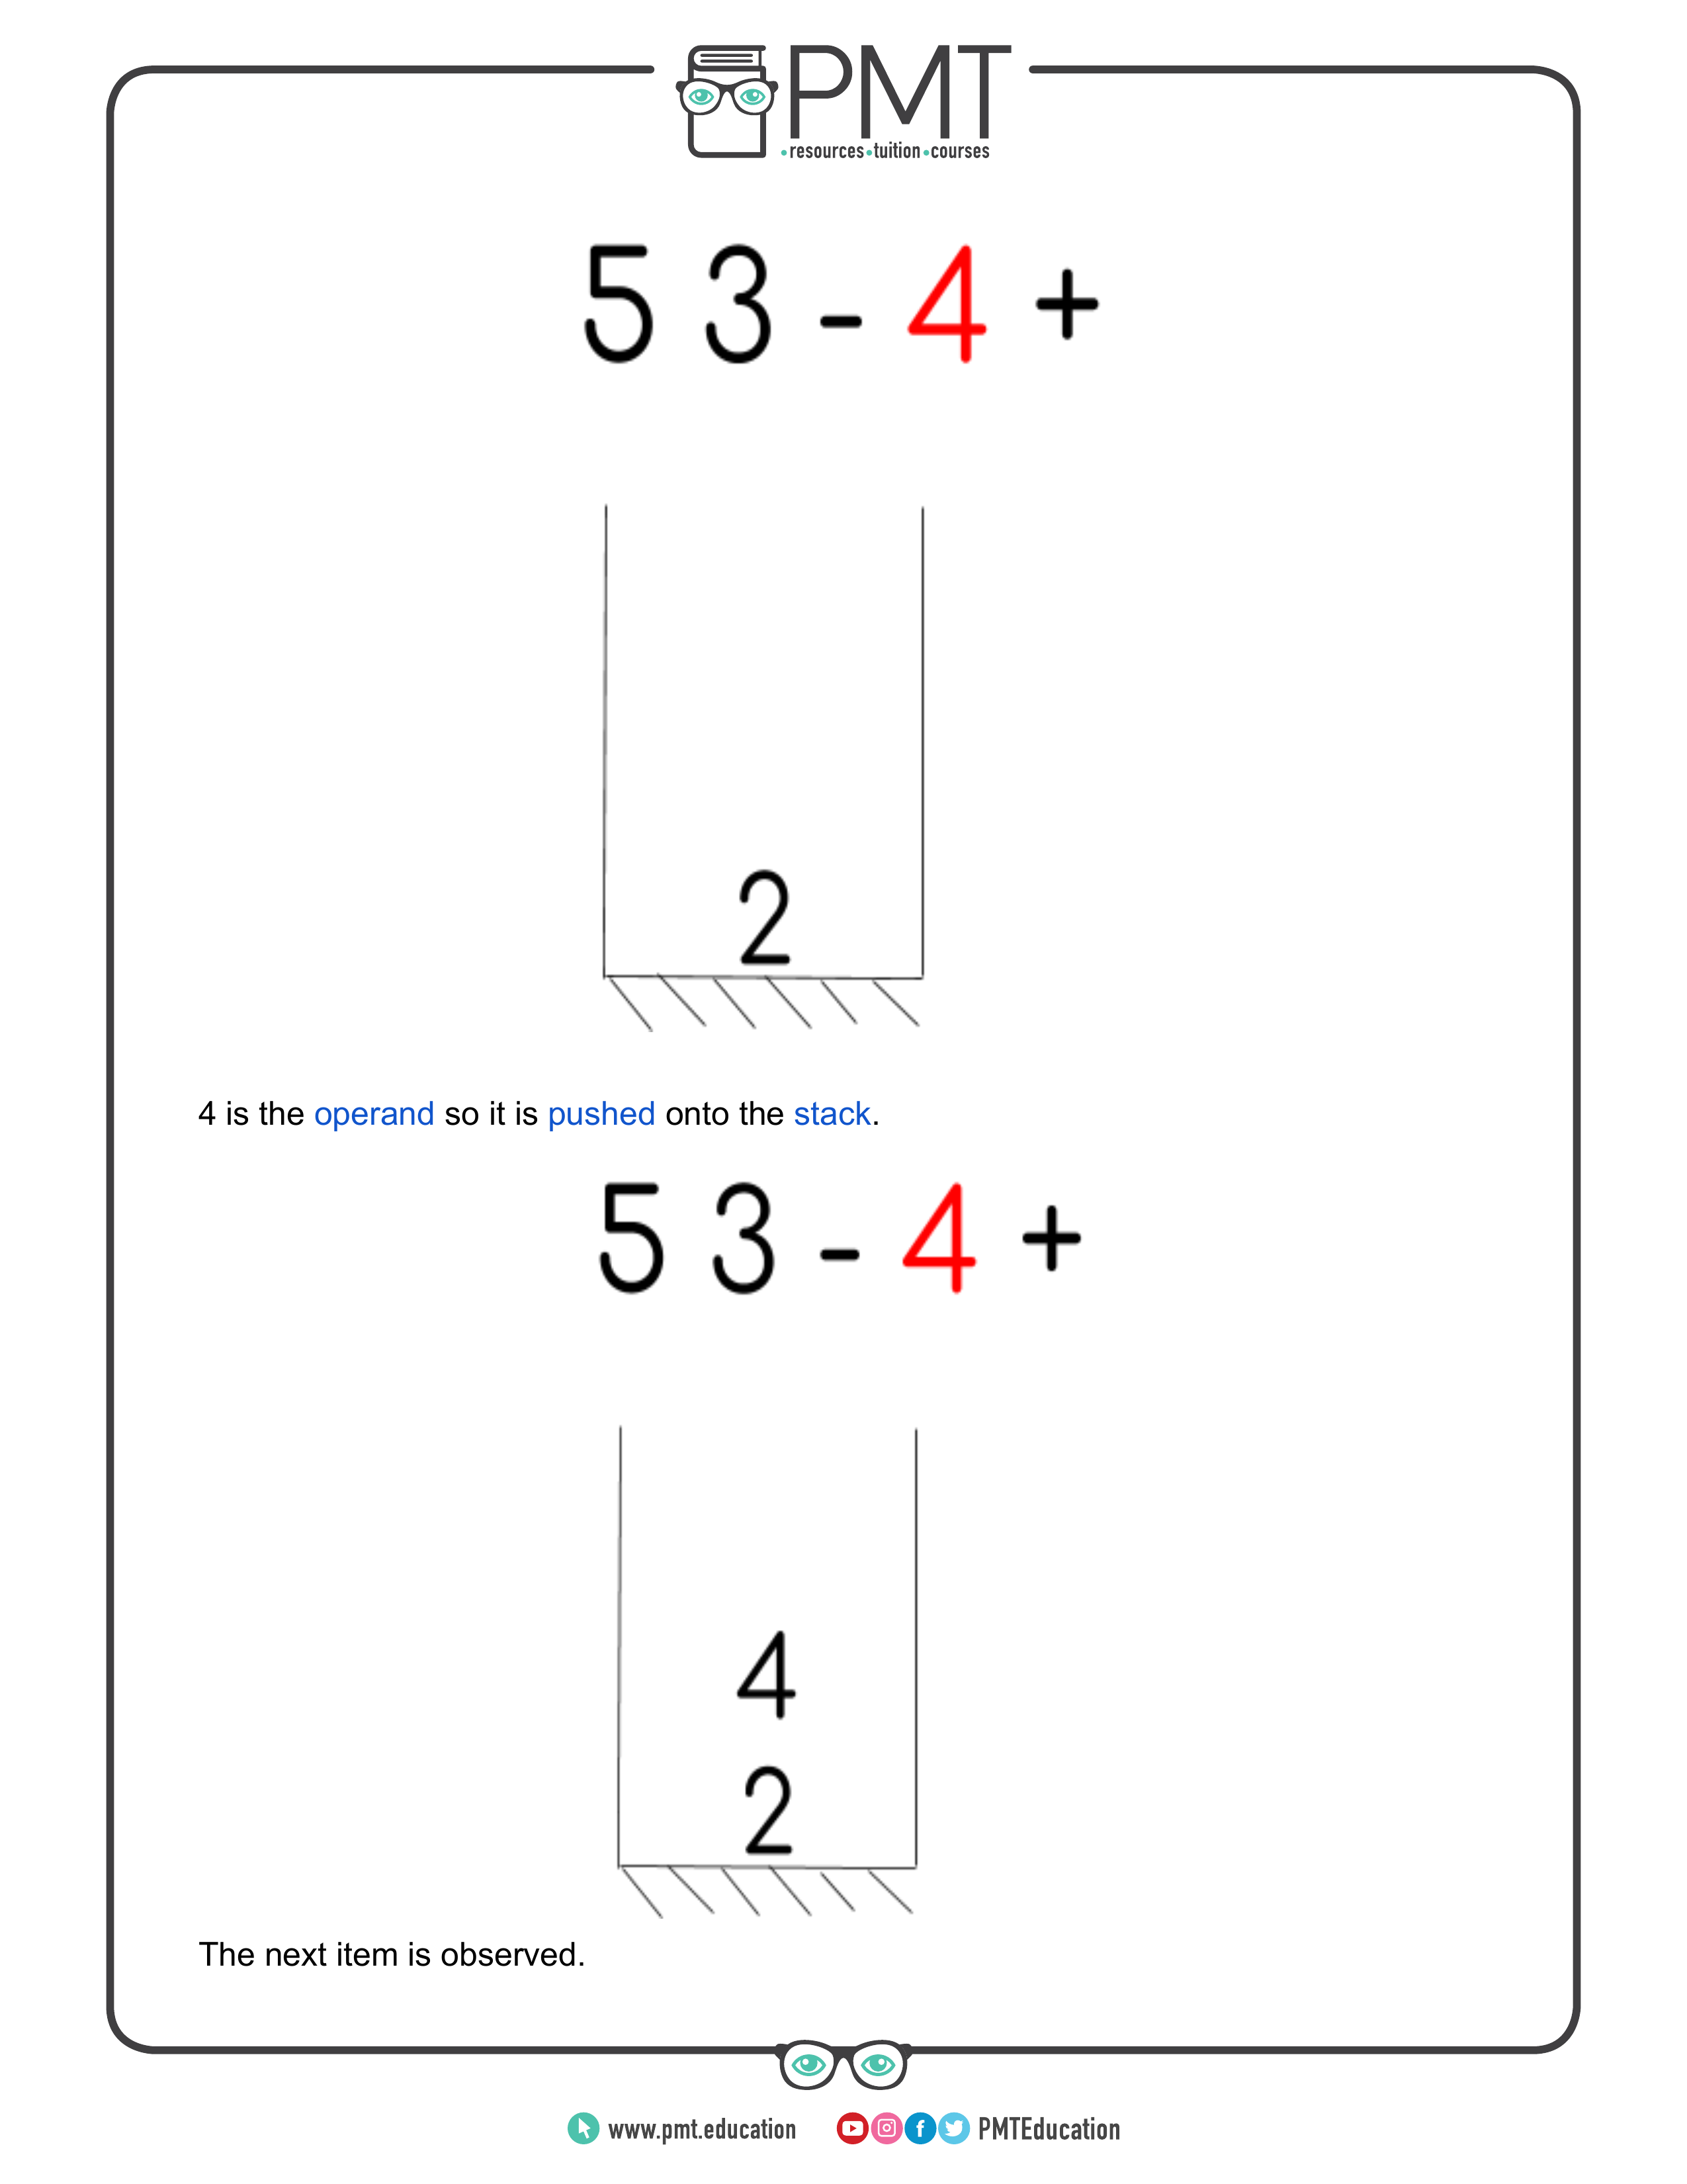 PMT
•resources•tuition•courses
5 3 - 4 +
2
4 is the operand so it is pushed onto the stack.
5 3 - 4 +
4
2
The next item is observed.
www.pmt.education PMTEducation